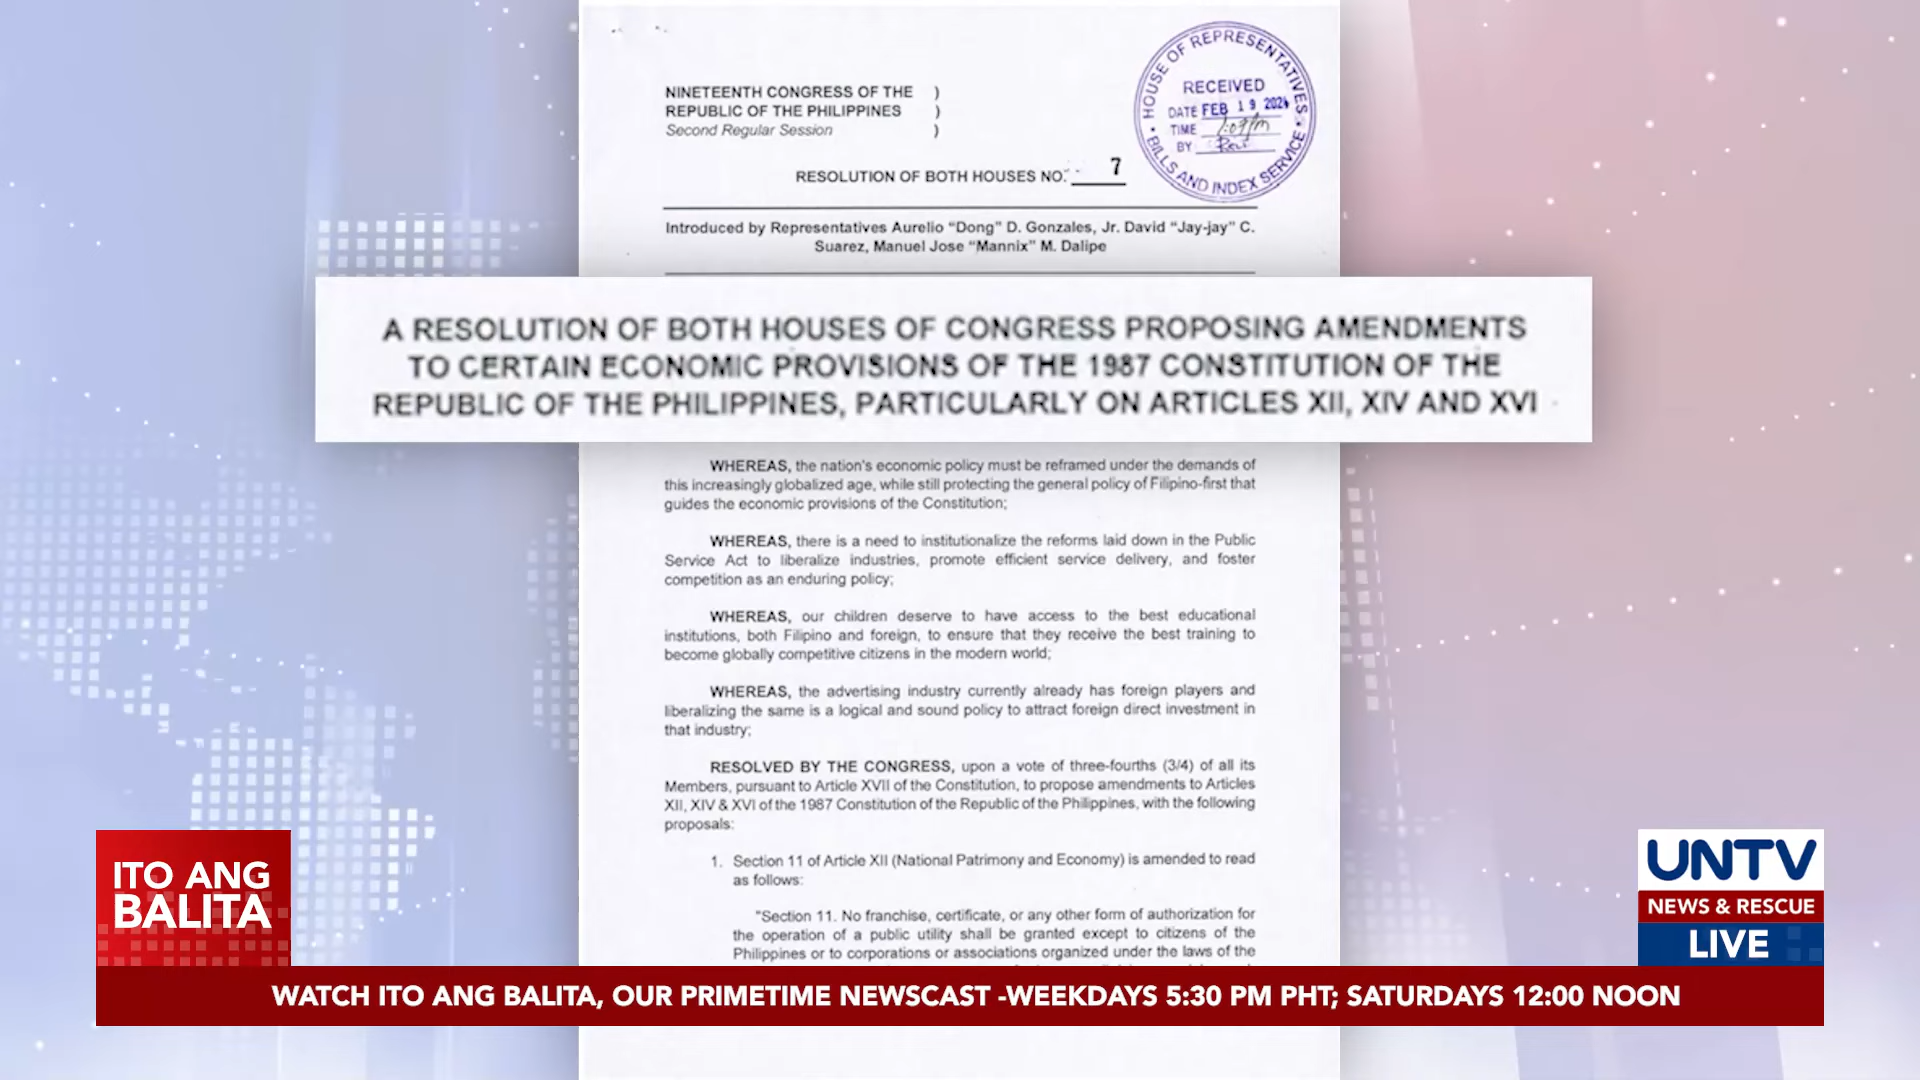 NINETEENTH CONGRESS OF THE )
REPUBLIC OF THE PHILIPPINES )
Second Regular Session )
HOUSE OF REPRESENTATIVES
RECEIVED
DATE FEB 19 2024
TIME 1:09pm
BY
BILLS AND INDEX SERVICE
RESOLUTION OF BOTH HOUSES NO. 7
Introduced by Representatives Aurelio “Dong” D. Gonzales, Jr. David “Jay-jay” C.
Suarez, Manuel Jose “Mannix” M. Dalipe
A RESOLUTION OF BOTH HOUSES OF CONGRESS PROPOSING AMENDMENTS
TO CERTAIN ECONOMIC PROVISIONS OF THE 1987 CONSTITUTION OF THE
REPUBLIC OF THE PHILIPPINES, PARTICULARLY ON ARTICLES XII, XIV AND XVI
WHEREAS, the nation's economic policy must be reframed under the demands of
this increasingly globalized age, while still protecting the general policy of Filipino-first that
guides the economic provisions of the Constitution;
WHEREAS, there is a need to institutionalize the reforms laid down in the Public
Service Act to liberalize industries, promote efficient service delivery, and foster
competition as an enduring policy;
WHEREAS, our children deserve to have access to the best educational
institutions, both Filipino and foreign, to ensure that they receive the best training to
become globally competitive citizens in the modern world;
WHEREAS, the advertising industry currently already has foreign players and
liberalizing the same is a logical and sound policy to attract foreign direct investment in
that industry;
RESOLVED BY THE CONGRESS, upon a vote of three-fourths (3/4) of all its
Members, pursuant to Article XVII of the Constitution, to propose amendments to Articles
XII, XIV & XVI of the 1987 Constitution of the Republic of the Philippines, with the following
proposals:
1. Section 11 of Article XII (National Patrimony and Economy) is amended to read
as follows:
"Section 11. No franchise, certificate, or any other form of authorization for
the operation of a public utility shall be granted except to citizens of the
Philippines or to corporations or associations organized under the laws of the
ITO ANG
BALITA
UNTV
NEWS & RESCUE
LIVE
WATCH ITO ANG BALITA, OUR PRIMETIME NEWSCAST -WEEKDAYS 5:30 PM PHT; SATURDAYS 12:00 NOON